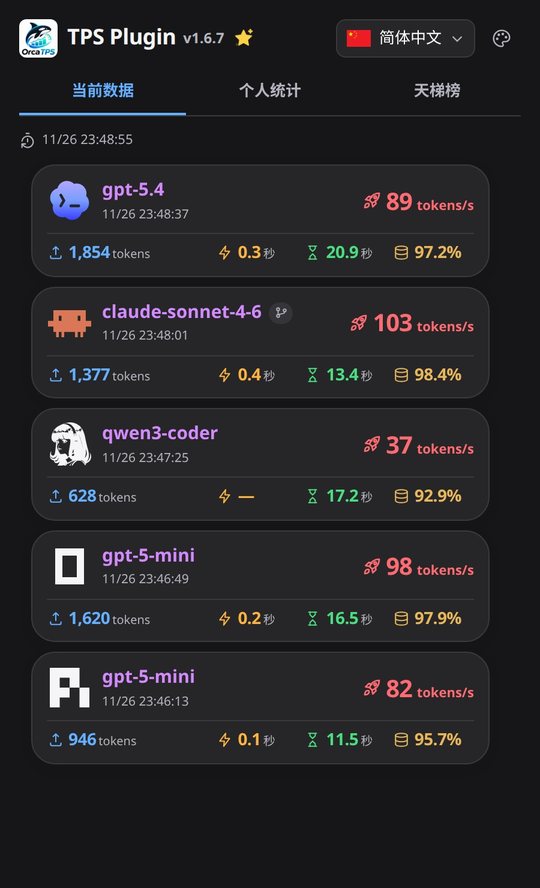 OrcaTPS
TPS Plugin v1.6.7
简体中文
当前数据 个人统计 天梯榜
11/26 23:48:55
gpt-5.4
11/26 23:48:37
89 tokens/s
1,854 tokens 0.3 秒 20.9 秒 97.2%
claude-sonnet-4-6
11/26 23:48:01
103 tokens/s
1,377 tokens 0.4 秒 13.4 秒 98.4%
qwen3-coder
11/26 23:47:25
37 tokens/s
628 tokens — 17.2 秒 92.9%
gpt-5-mini
11/26 23:46:49
98 tokens/s
1,620 tokens 0.2 秒 16.5 秒 97.9%
gpt-5-mini
11/26 23:46:13
82 tokens/s
946 tokens 0.1 秒 11.5 秒 95.7%